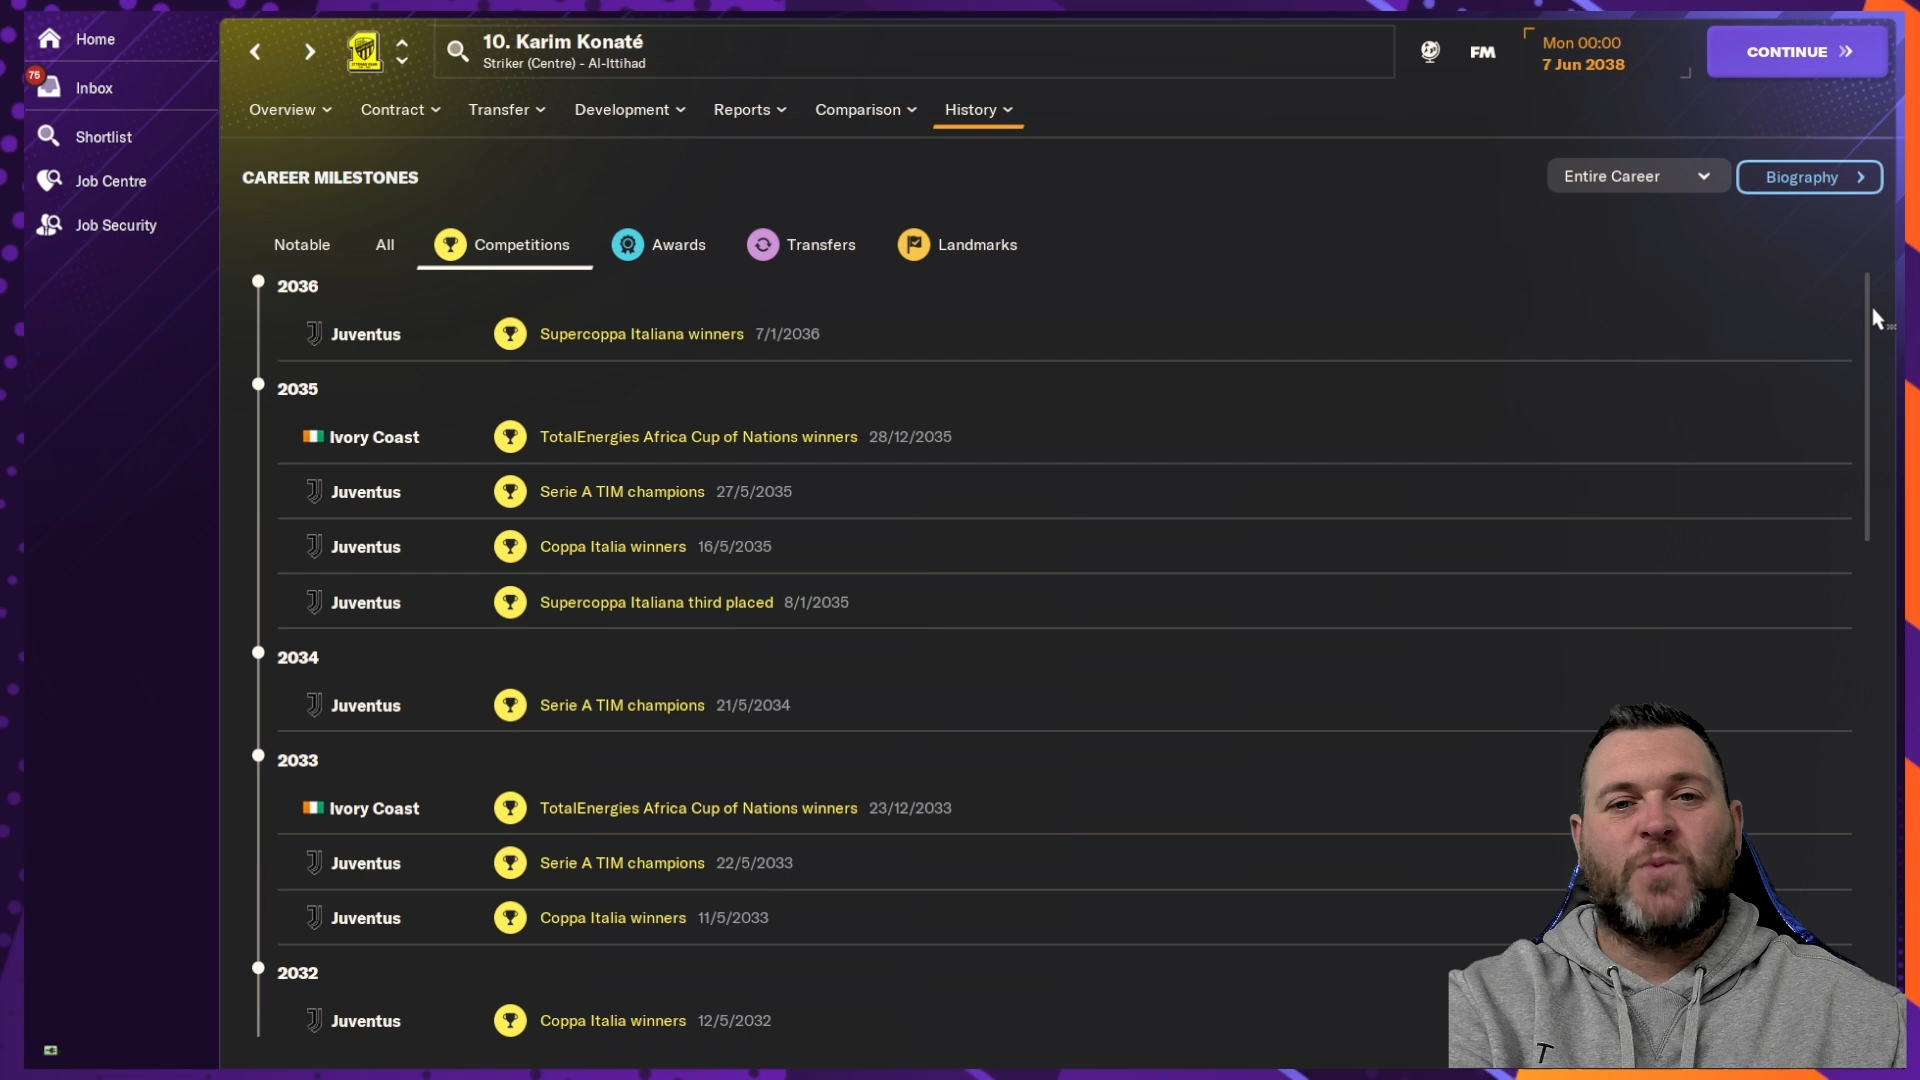 Home
75
Inbox
Shortlist
Job Centre
Job Security
10. Karim Konaté
Striker (Centre) - Al-Ittihad
FM
Mon 00:00
7 Jun 2038
CONTINUE
Overview
Contract
Transfer
Development
Reports
Comparison
History
CAREER MILESTONES
Entire Career
Biography
Notable
All
Competitions
Awards
Transfers
Landmarks
2036
Juventus Supercoppa Italiana winners 7/1/2036
2035
Ivory Coast TotalEnergies Africa Cup of Nations winners 28/12/2035
Juventus Serie A TIM champions 27/5/2035
Juventus Coppa Italia winners 16/5/2035
Juventus Supercoppa Italiana third placed 8/1/2035
2034
Juventus Serie A TIM champions 21/5/2034
2033
Ivory Coast TotalEnergies Africa Cup of Nations winners 23/12/2033
Juventus Serie A TIM champions 22/5/2033
Juventus Coppa Italia winners 11/5/2033
2032
Juventus Coppa Italia winners 12/5/2032
T